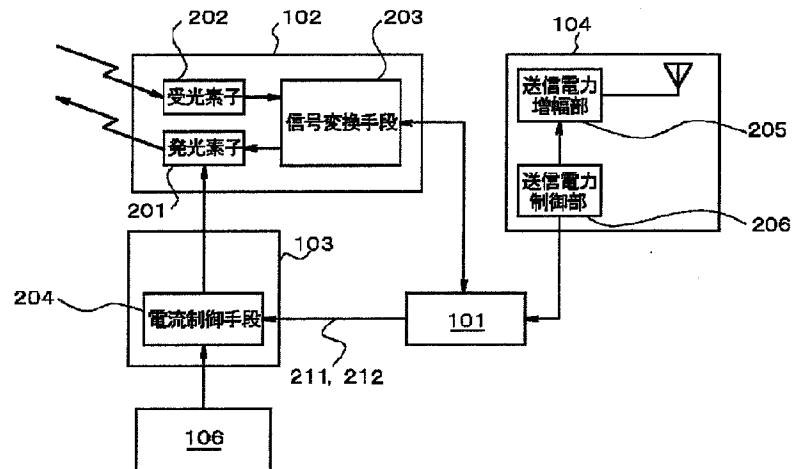 202
102
203
104
受光素子
発光素子
信号変換手段
送信電力
増幅部
205
送信電力
制御部
206
201
103
204
電流制御手段
101
211, 212
106